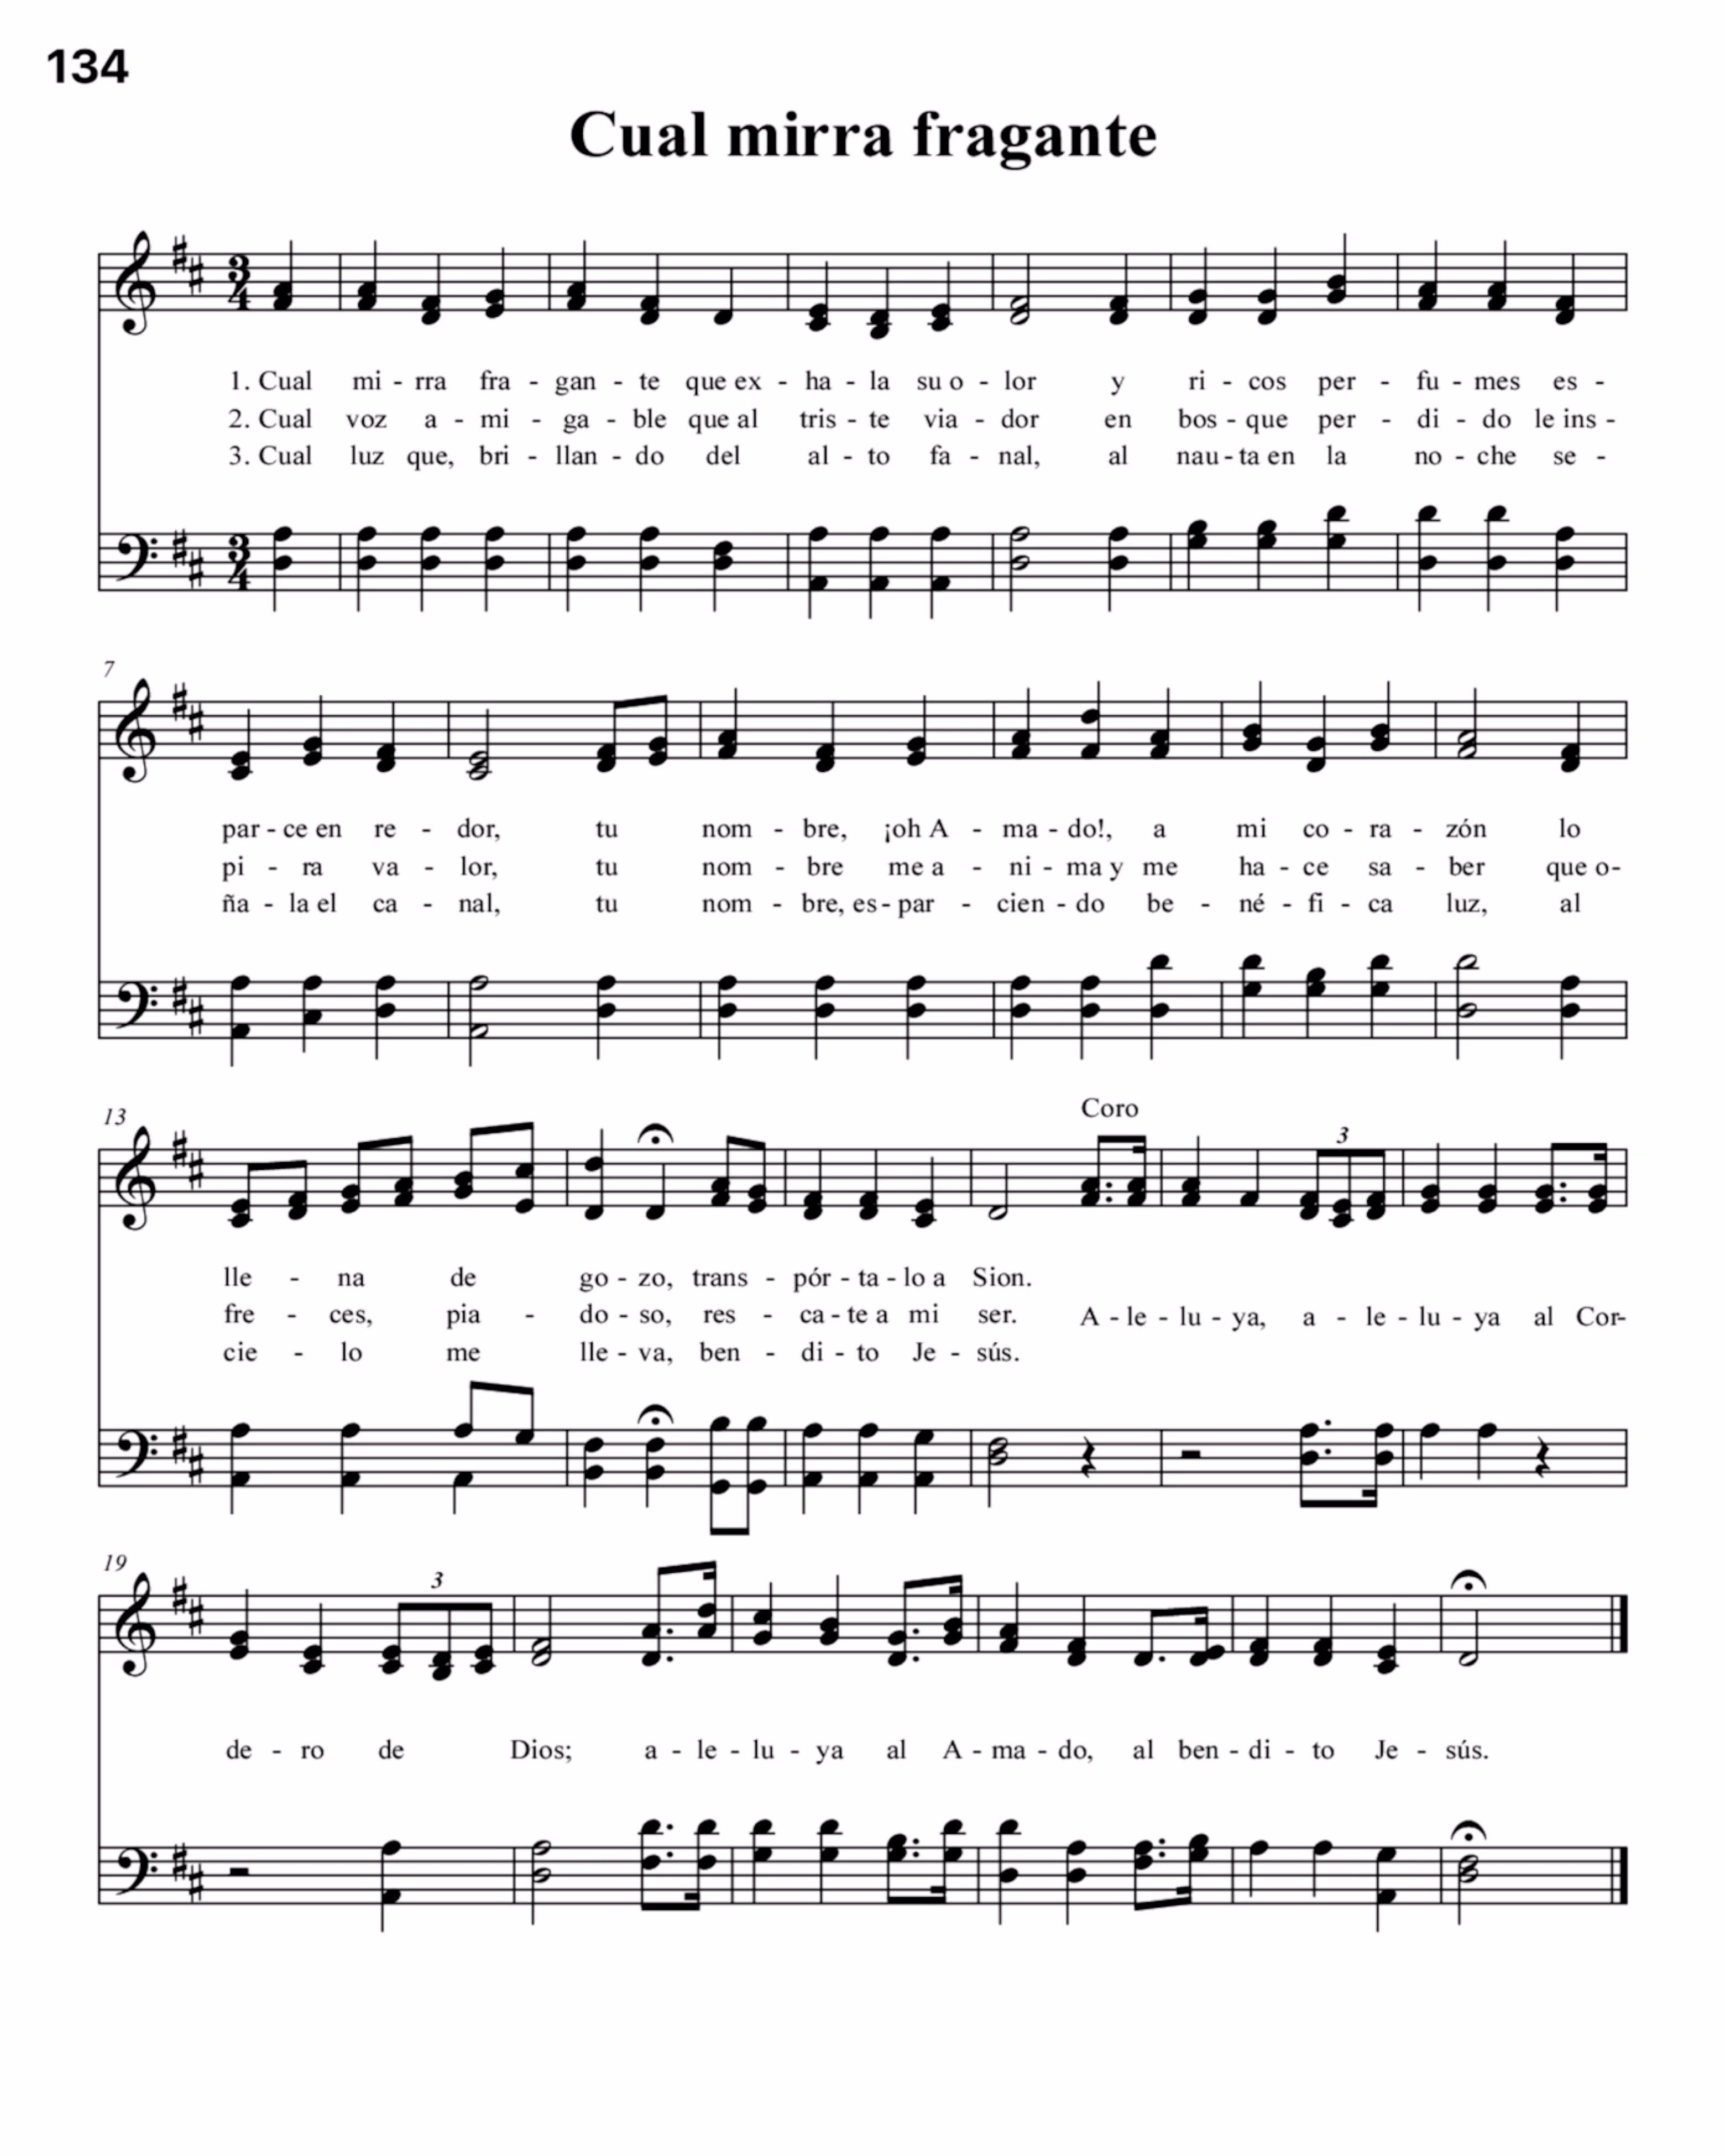 134
Cual mirra fragante
1. Cual mi - rra fra - gan - te que ex - ha - la su o - lor y ri - cos per - fu - mes es -
2. Cual voz a - mi - ga - ble que al tris - te via - dor en bos - que per - di - do le ins -
3. Cual luz que, bri - llan - do del al - to fa - nal, al nau - ta en la no - che se -
7
par - ce en re - dor, tu nom - bre, ¡oh A - ma - do!, a mi co - ra - zón lo
pi - ra va - lor, tu nom - bre me a - ni - ma y me ha - ce sa - ber que o-
ña - la el ca - nal, tu nom - bre, es - par - cien - do be - né - fi - ca luz, al
13
Coro
3
lle - na de go - zo, trans - pór - ta - lo a Sion.
fre - ces, pia - do - so, res - ca - te a mi ser. A - le - lu - ya, a - le - lu - ya al Cor-
cie - lo me lle - va, ben - di - to Je - sús.
19
3
de - ro de Dios; a - le - lu - ya al A - ma - do, al ben - di - to Je - sús.